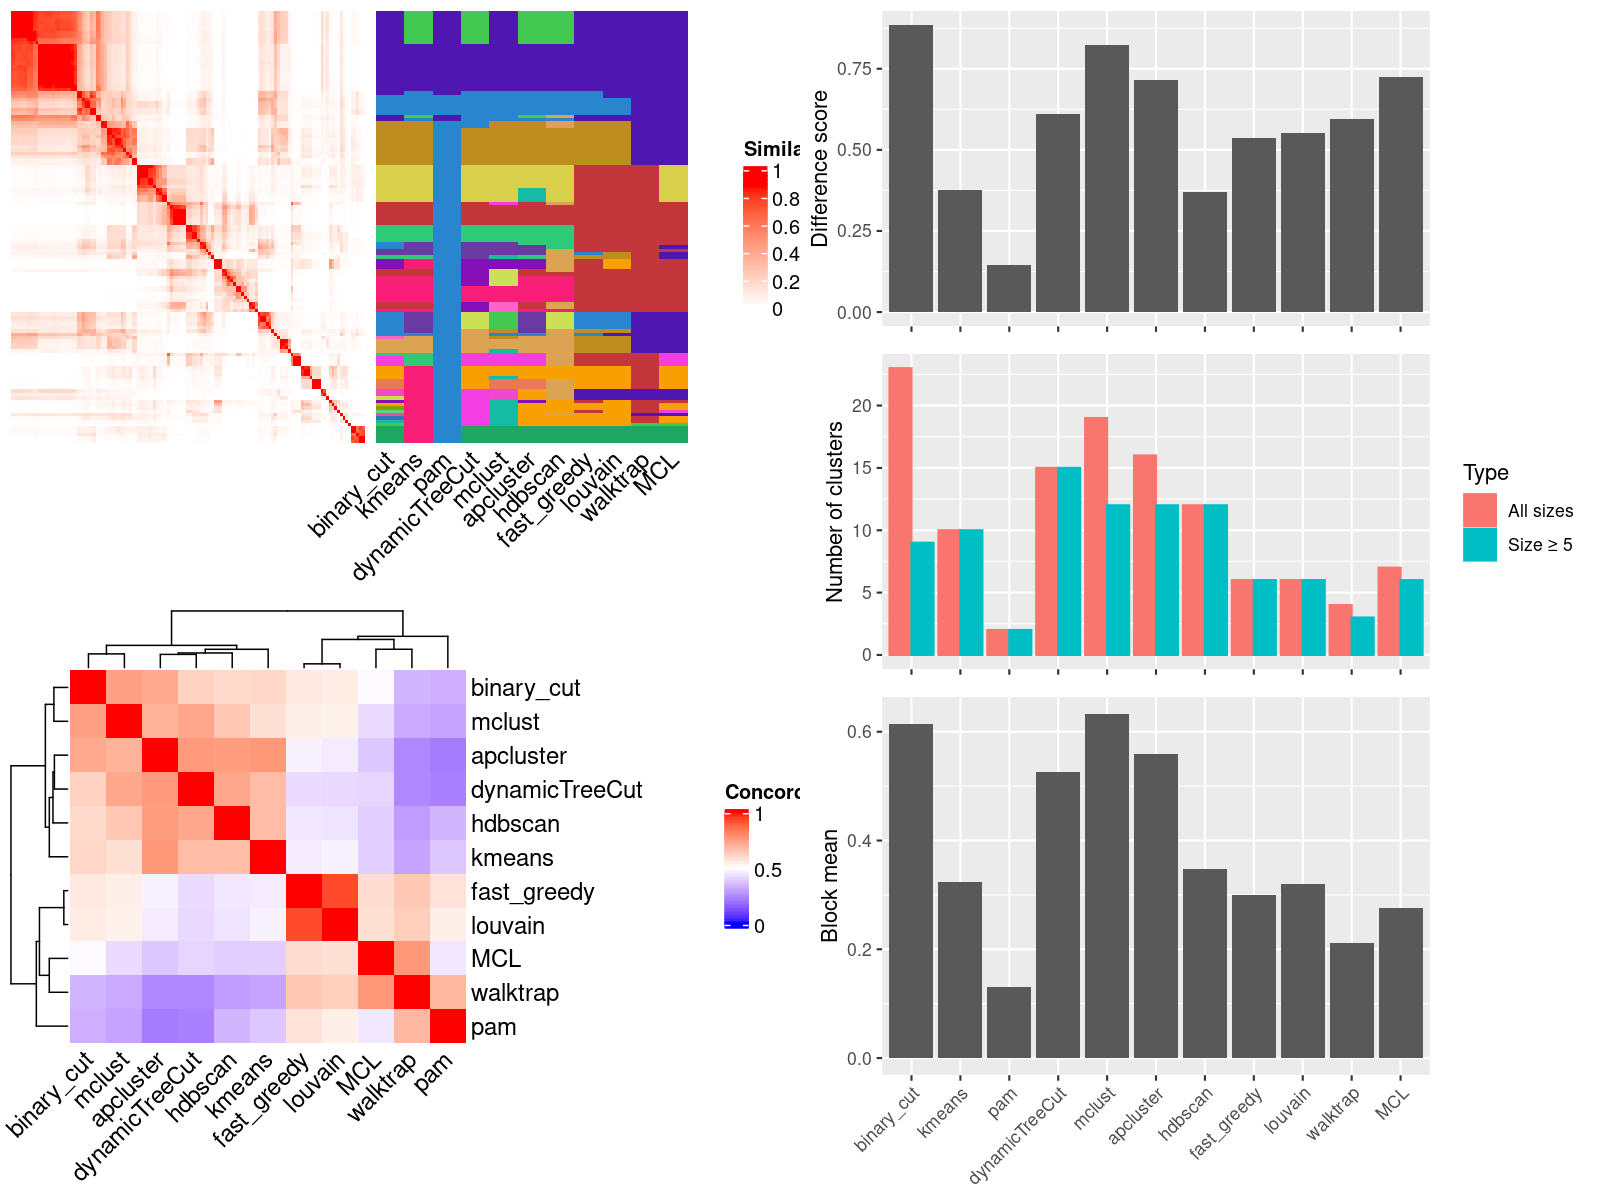 Simila
1
0.8
0.6
0.4
0.2
0
binary_cut
kmeans
pam
dynamicTreeCut
mclust
apcluster
hdbscan
fast_greedy
louvain
walktrap
MCL
Difference score
0.75
0.50
0.25
0.00
Number of clusters
20
15
10
5
0
Type
All sizes
Size ≥ 5
binary_cut
mclust
apcluster
dynamicTreeCut
hdbscan
kmeans
fast_greedy
louvain
MCL
walktrap
pam
binary_cut
mclust
apcluster
dynamicTreeCut
hdbscan
kmeans
fast_greedy
louvain
MCL
walktrap
pam
Concord
1
0.5
0
Block mean
0.6
0.4
0.2
0.0
binary_cut
kmeans
pam
dynamicTreeCut
mclust
apcluster
hdbscan
fast_greedy
louvain
walktrap
MCL